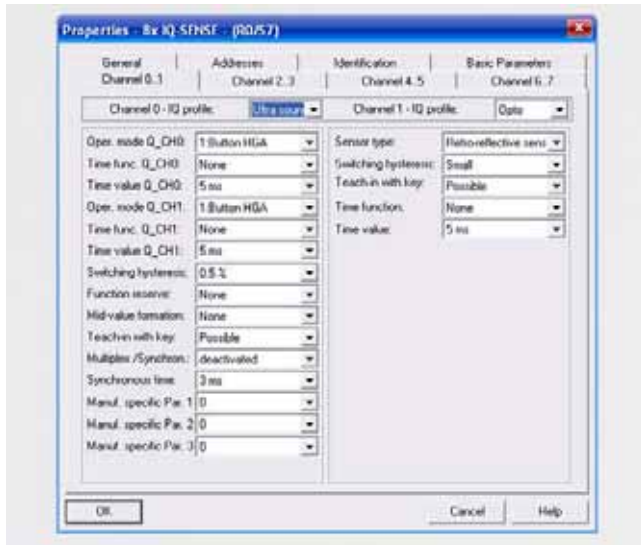 Properties - 8x IQ-SENSE - (R0/S7)
General Addresses Identification Basic Parameters
Channel 0..1 Channel 2..3 Channel 4..5 Channel 6..7
Channel 0 - IQ profile: Ultra soun Channel 1 - IQ profile: Opto
Oper. mode Q_CH0: 1 Button HGA
Time func. Q_CH0: None
Time value Q_CH0: 5 ms
Oper. mode Q_CH1: 1 Button HGA
Time func. Q_CH1: None
Time value Q_CH1: 5 ms
Switching hysteresis: 0.5 %
Function reserve: None
Mid-value formation: None
Teach-in with key: Possible
Multiplex /Synchron.: deactivated
Synchronous time: 3 ms
Manuf. specific Par. 1 0
Manuf. specific Par. 2 0
Manuf. specific Par. 3 0
Sensor type: Retro-reflective sens
Switching hysteresis: Small
Teach-in with key: Possible
Time function: None
Time value: 5 ms
OK Cancel Help